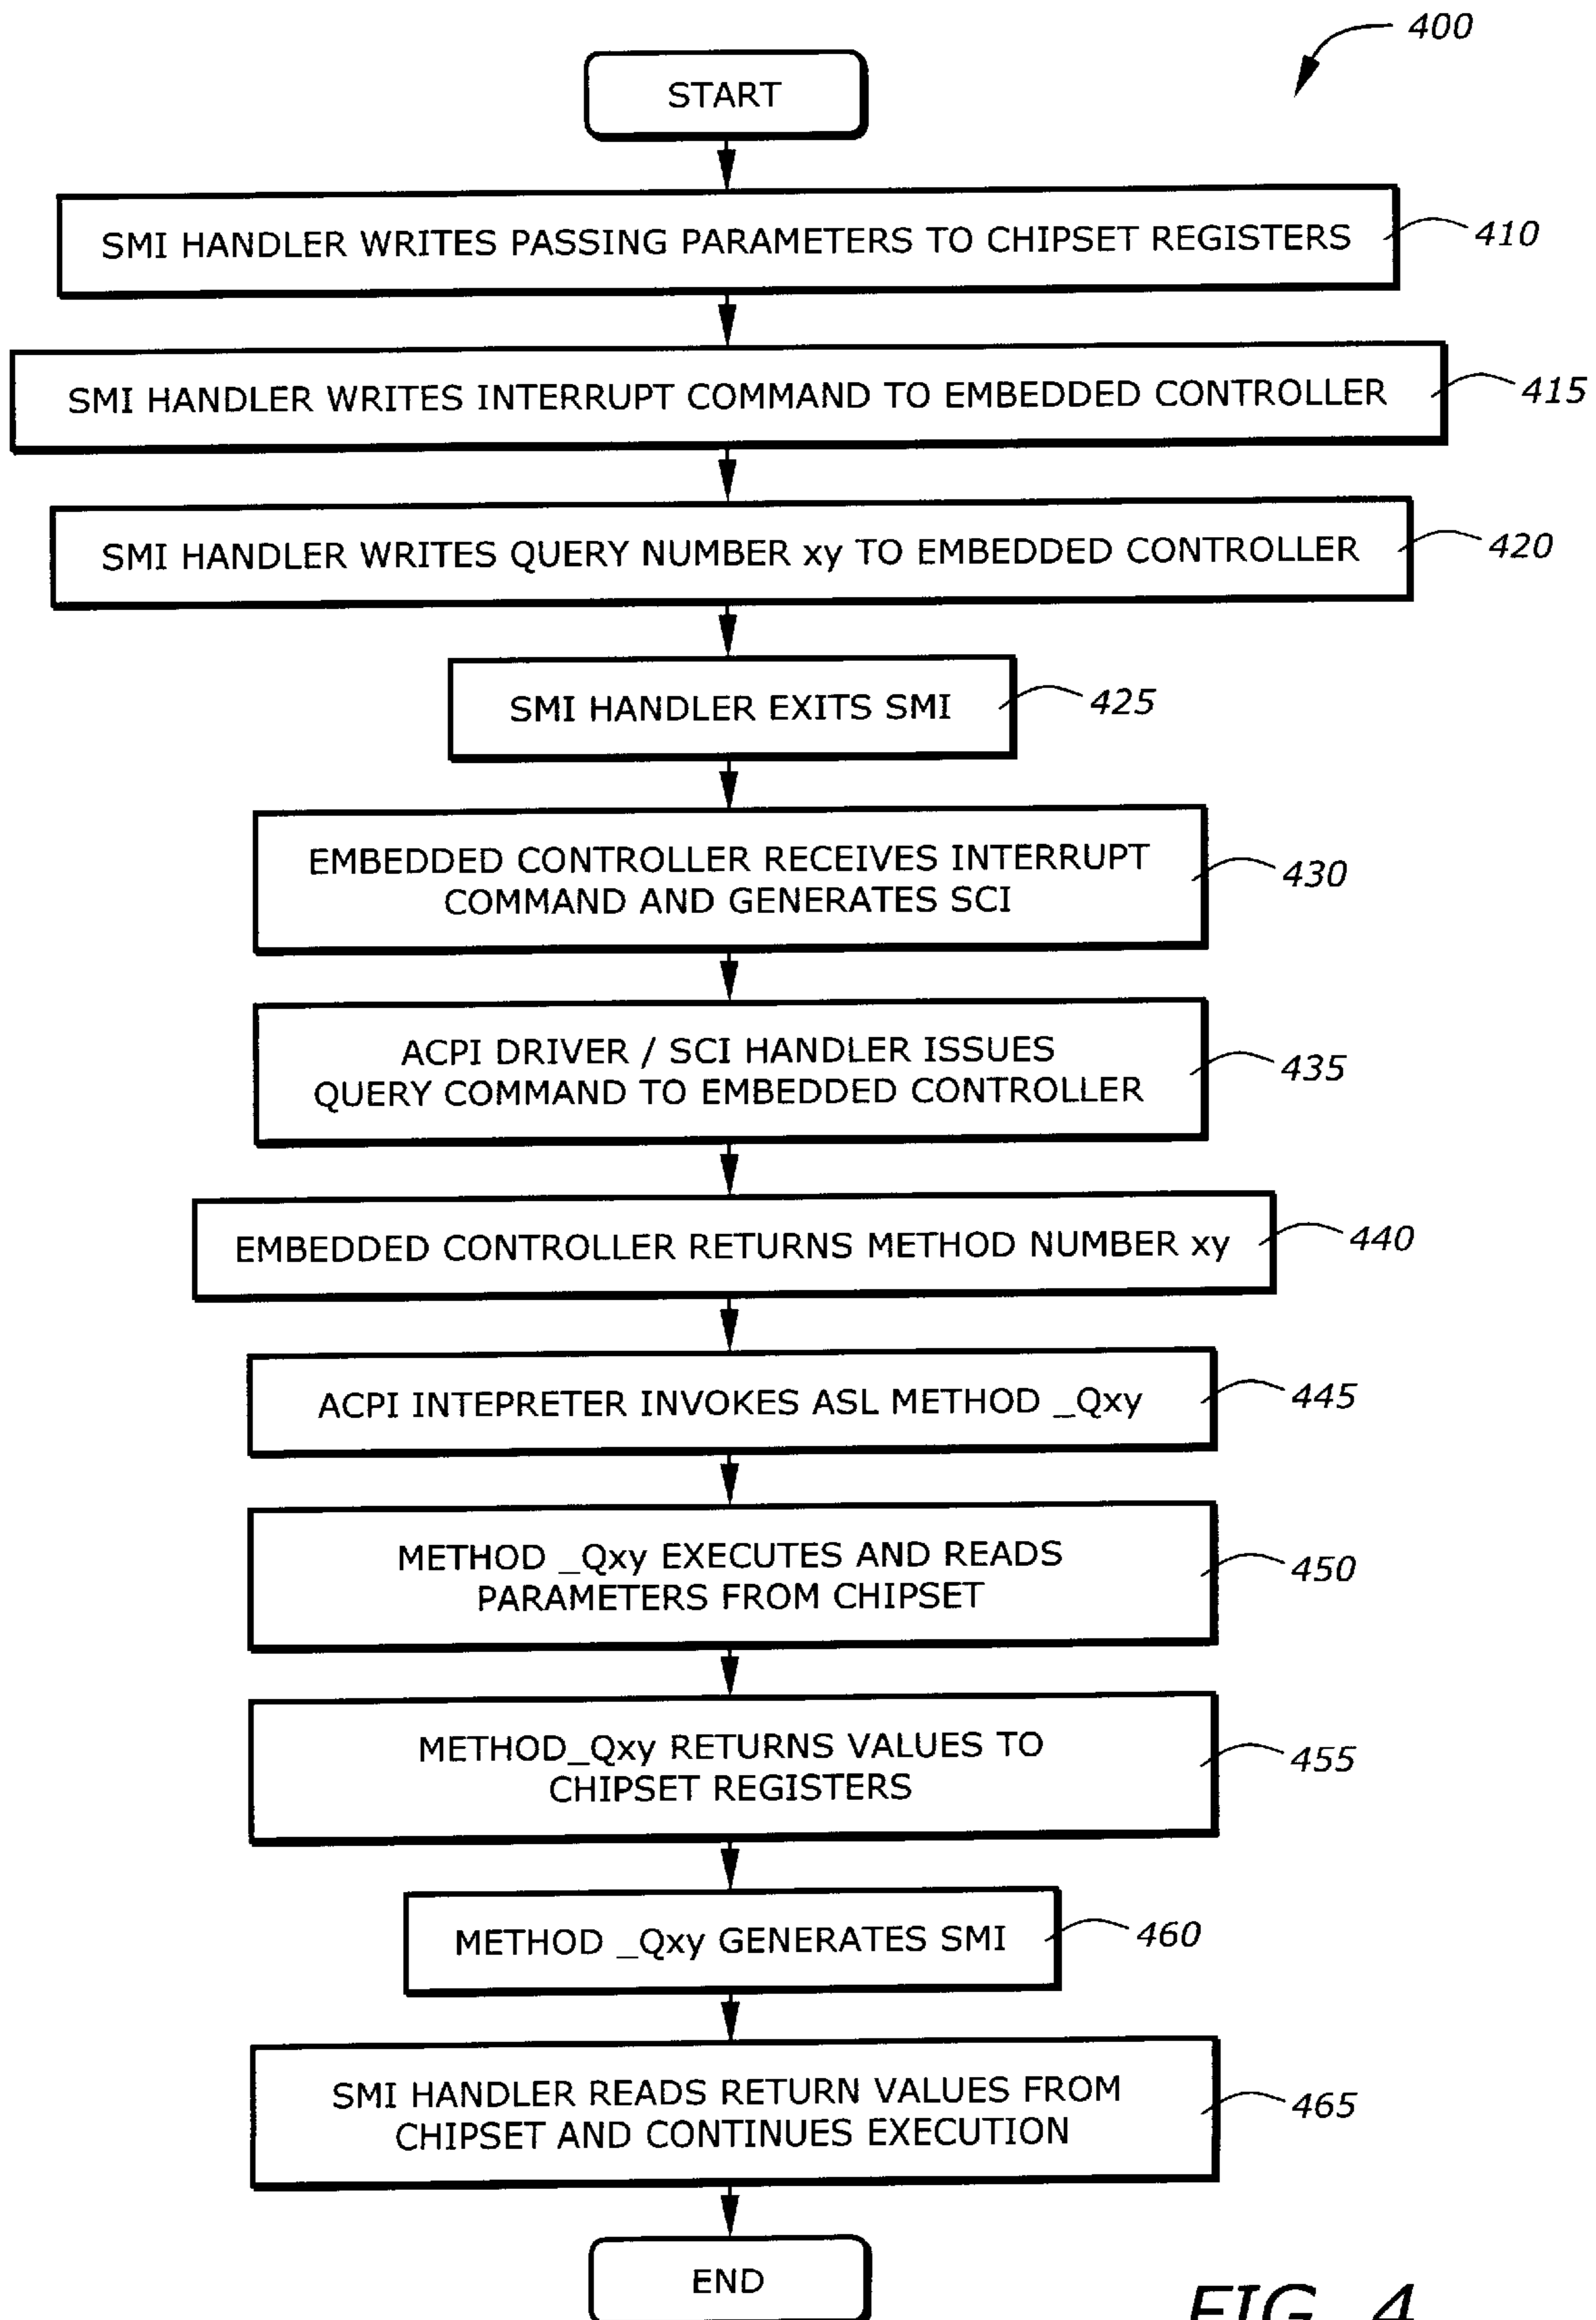 400
START
SMI HANDLER WRITES PASSING PARAMETERS TO CHIPSET REGISTERS
410
SMI HANDLER WRITES INTERRUPT COMMAND TO EMBEDDED CONTROLLER
415
SMI HANDLER WRITES QUERY NUMBER xy TO EMBEDDED CONTROLLER
420
SMI HANDLER EXITS SMI
425
EMBEDDED CONTROLLER RECEIVES INTERRUPT
COMMAND AND GENERATES SCI
430
ACPI DRIVER / SCI HANDLER ISSUES
QUERY COMMAND TO EMBEDDED CONTROLLER
435
EMBEDDED CONTROLLER RETURNS METHOD NUMBER xy
440
ACPI INTEPRETER INVOKES ASL METHOD _Qxy
445
METHOD _Qxy EXECUTES AND READS
PARAMETERS FROM CHIPSET
450
METHOD_Qxy RETURNS VALUES TO
CHIPSET REGISTERS
455
METHOD _Qxy GENERATES SMI
460
SMI HANDLER READS RETURN VALUES FROM
CHIPSET AND CONTINUES EXECUTION
465
END
FIG. 4